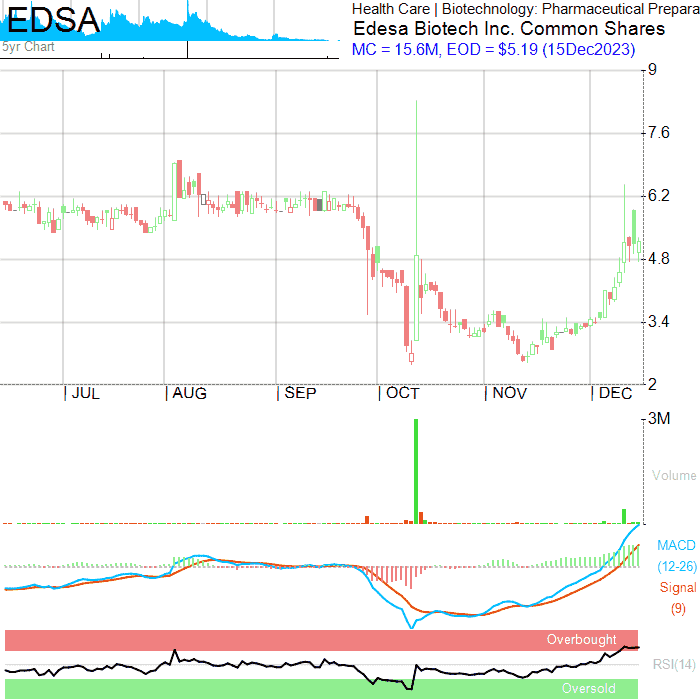 EDSA
5yr Chart
Health Care | Biotechnology: Pharmaceutical Prepara
Edesa Biotech Inc. Common Shares
MC = 15.6M, EOD = $5.19 (15Dec2023)
9
7.6
6.2
4.8
3.4
2
| JUL | AUG | SEP | OCT | NOV | DEC
3M
Volume
MACD
(12-26)
Signal
(9)
Overbought
RSI(14)
Oversold